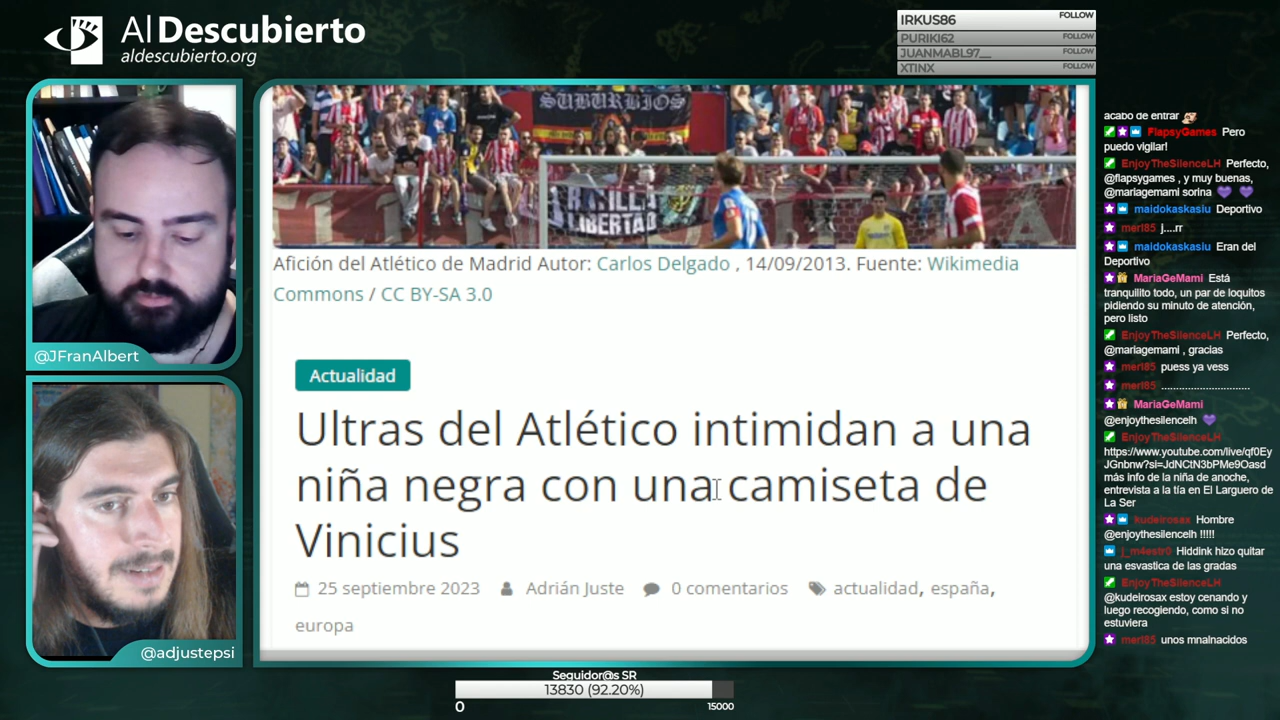 Al Descubierto
aldescubierto.org
IRKUS86 FOLLOW
PURIKI62 FOLLOW
JUANMABL97__ FOLLOW
XTINX FOLLOW
@JFranAlbert
@adjustepsi
SUBURBIOS
LIBERTAD
Afición del Atlético de Madrid Autor: Carlos Delgado , 14/09/2013. Fuente: Wikimedia
Commons / CC BY-SA 3.0
Actualidad
Ultras del Atlético intimidan a una
niña negra con una camiseta de
Vinicius
25 septiembre 2023 Adrián Juste 0 comentarios actualidad, españa,
europa
acabo de entrar
FlapsyGames Pero
puedo vigilar!
EnjoyTheSilenceLH Perfecto,
@flapsygames , y muy buenas,
@mariagemami sorina
maidokaskasiu Deportivo
merl85 j....rr
maidokaskasiu Eran del
Deportivo
MariaGeMami Está
tranquilito todo, un par de loquitos
pidiendo su minuto de atención,
pero listo
EnjoyTheSilenceLH Perfecto,
@mariagemami , gracias
merl85 puess ya vess
merl85 ..............................
MariaGeMami
@enjoythesilencelh
EnjoyTheSilenceLH
https://www.youtube.com/live/qf0Ey
JGnbnw?si=JdNCtN3bPMe9Oasd
más info de la niña de anoche,
entrevista a la tía en El Larguero de
La Ser
kudeirosax Hombre
@enjoythesilencelh !!!!!
j_m4estr0 Hiddink hizo quitar
una esvastica de las gradas
EnjoyTheSilenceLH
@kudeirosax estoy cenando y
luego recogiendo, como si no
estuviera
merl85 unos mnalnacidos
Seguidor@s SR
13830 (92.20%)
0 15000